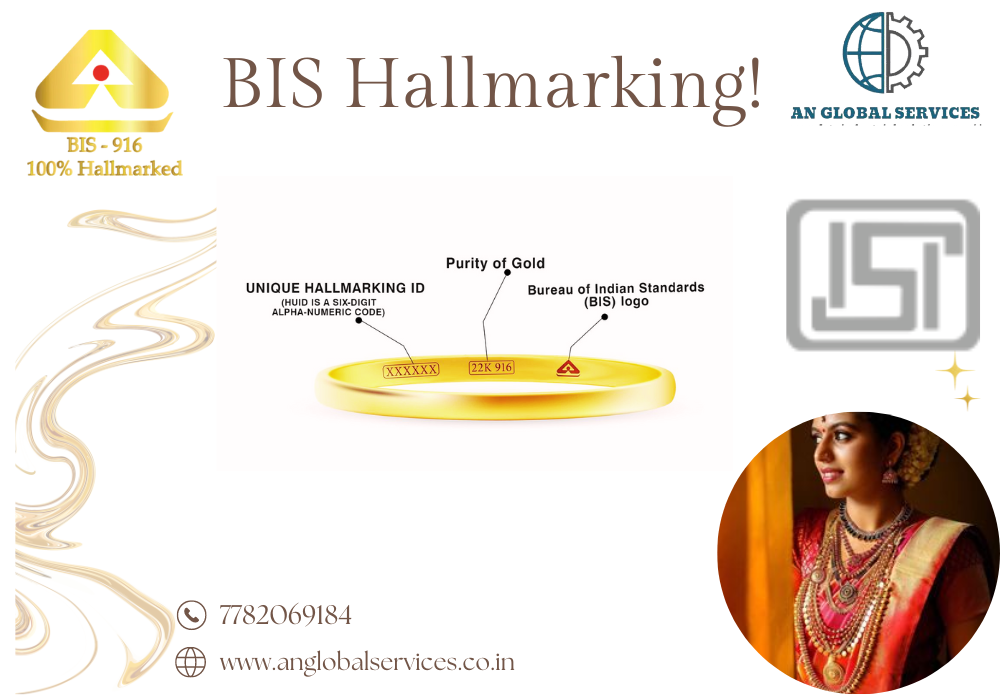 BIS Hallmarking!
BIS - 916
100% Hallmarked
AN GLOBAL SERVICES
ISI
Purity of Gold
UNIQUE HALLMARKING ID
(HUID IS A SIX-DIGIT
ALPHA-NUMERIC CODE)
Bureau of Indian Standards
(BIS) logo
XXXXXX
22K 916
7782069184
www.anglobalservices.co.in